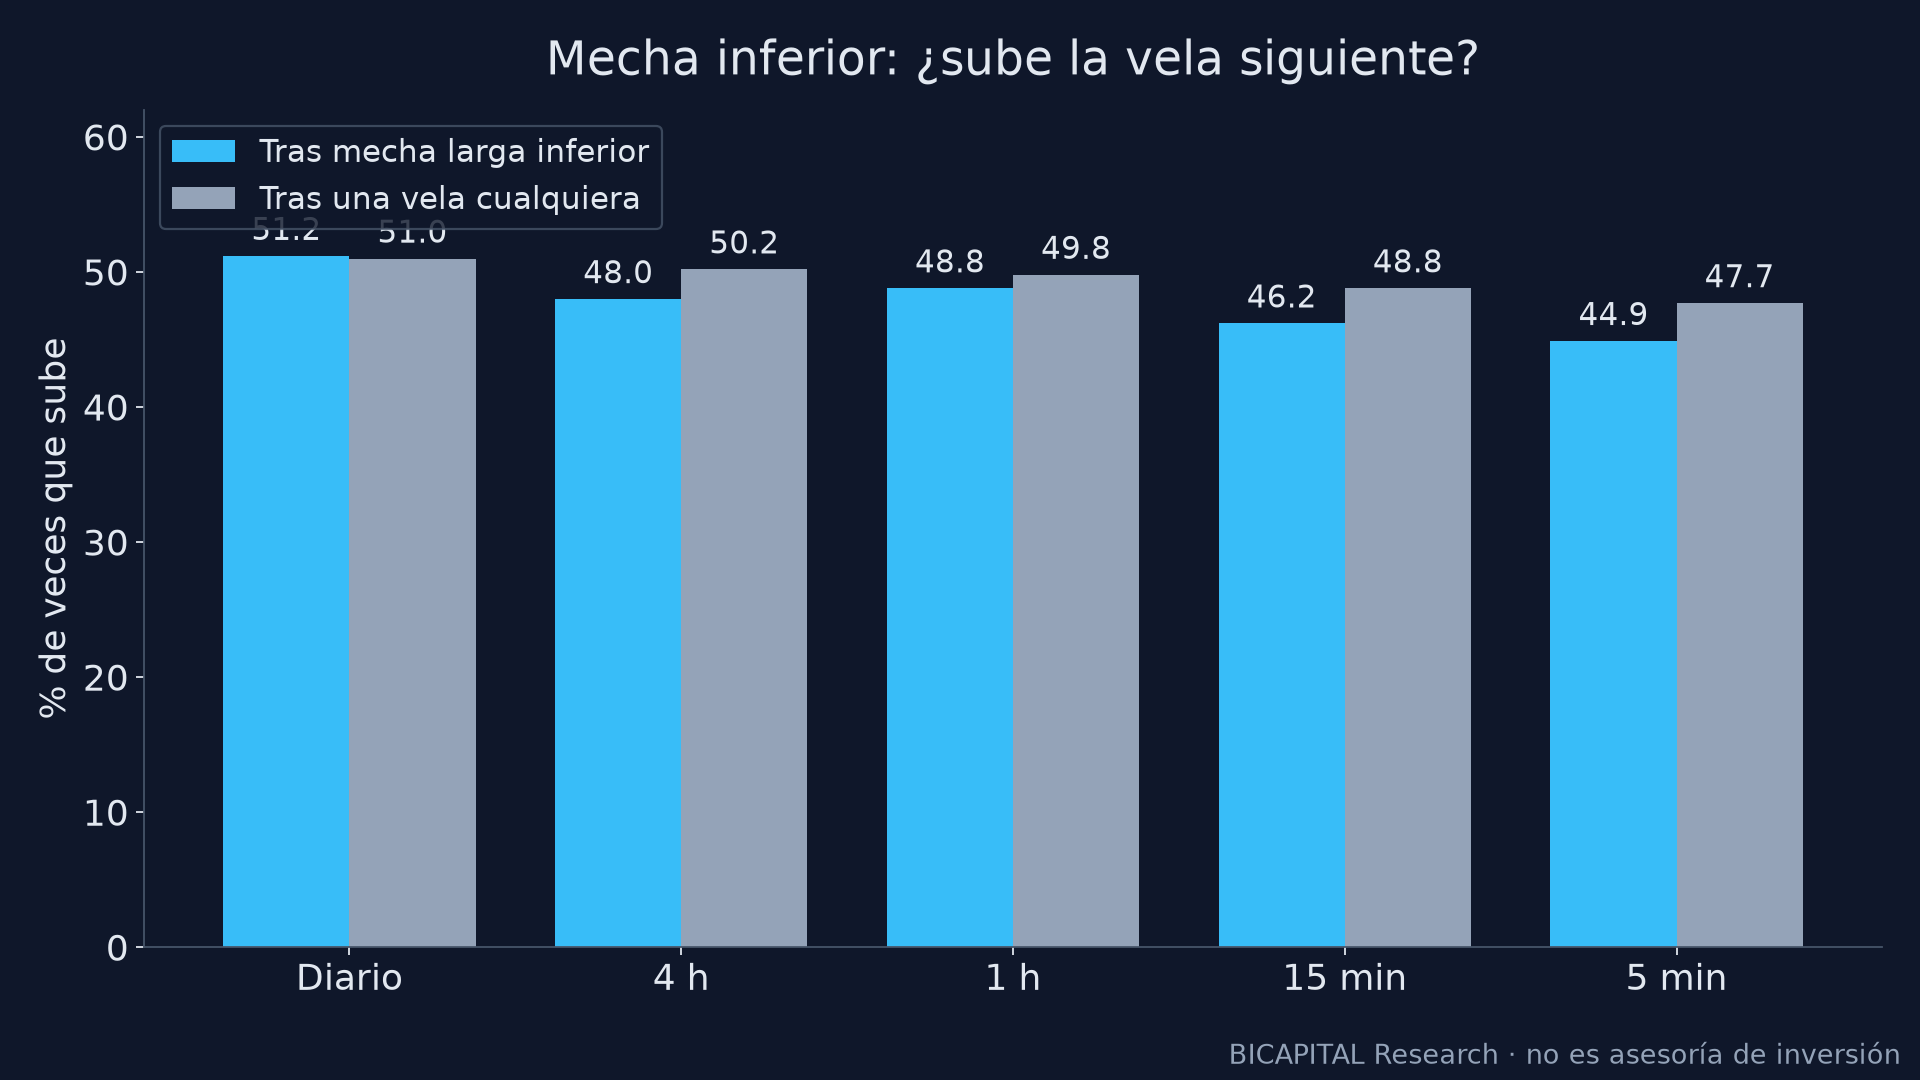 Mecha inferior: ¿sube la vela siguiente?
60
50
40
30
20
10
0
% de veces que sube
Tras mecha larga inferior
Tras una vela cualquiera
51.2 51.0
48.0 50.2
48.8 49.8
46.2 48.8
44.9 47.7
Diario 4 h 1 h 15 min 5 min
BICAPITAL Research · no es asesoría de inversión